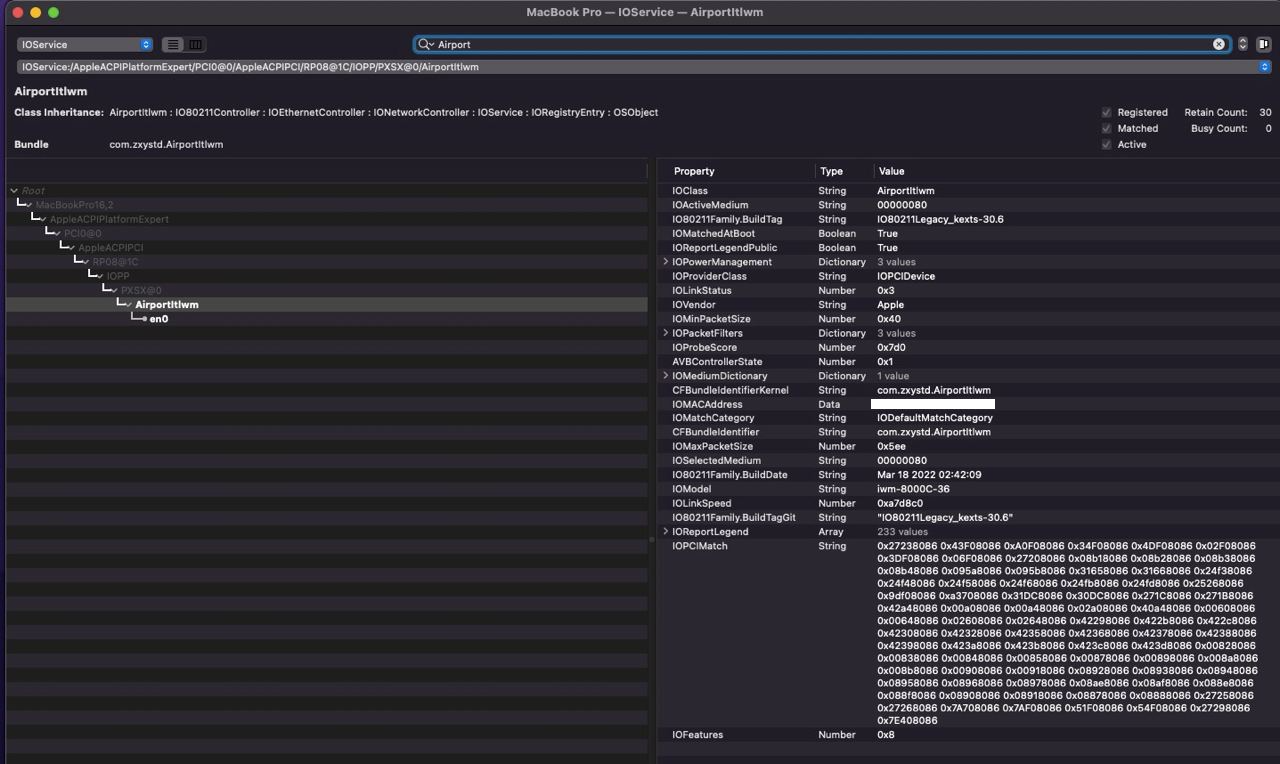 MacBook Pro — IOService — AirportItlwm
IOService
Airport
IOService:/AppleACPIPlatformExpert/PCI0@0/AppleACPIPCI/RP08@1C/IOPP/PXSX@0/AirportItlwm
AirportItlwm
Class Inheritance: AirportItlwm : IO80211Controller : IOEthernetController : IONetworkController : IOService : IORegistryEntry : OSObject
Registered Retain Count: 30
Matched Busy Count: 0
Bundle com.zxystd.AirportItlwm
Active
Root
MacBookPro16,2
AppleACPIPlatformExpert
PCI0@0
AppleACPIPCI
RP08@1C
IOPP
PXSX@0
AirportItlwm
en0
Property Type Value
IOClass String AirportItlwm
IOActiveMedium String 00000080
IO80211Family.BuildTag String IO80211Legacy_kexts-30.6
IOMatchedAtBoot Boolean True
IOReportLegendPublic Boolean True
IOPowerManagement Dictionary 3 values
IOProviderClass String IOPCIDevice
IOLinkStatus Number 0x3
IOVendor String Apple
IOMinPacketSize Number 0x40
IOPacketFilters Dictionary 3 values
IOProbeScore Number 0x7d0
AVBControllerState Number 0x1
IOMediumDictionary Dictionary 1 value
CFBundleIdentifierKernel String com.zxystd.AirportItlwm
IOMACAddress Data
IOMatchCategory String IODefaultMatchCategory
CFBundleIdentifier String com.zxystd.AirportItlwm
IOMaxPacketSize Number 0x5ee
IOSelectedMedium String 00000080
IO80211Family.BuildDate String Mar 18 2022 02:42:09
IOModel String iwm-8000C-36
IOLinkSpeed Number 0xa7d8c0
IO80211Family.BuildTagGit String "IO80211Legacy_kexts-30.6"
IOReportLegend Array 233 values
IOPCIMatch String 0x27238086 0x43F08086 0xA0F08086 0x34F08086 0x4DF08086 0x02F08086
0x3DF08086 0x06F08086 0x27208086 0x08b18086 0x08b28086 0x08b38086
0x08b48086 0x095a8086 0x095b8086 0x31658086 0x31668086 0x24f38086
0x24f48086 0x24f58086 0x24f68086 0x24fb8086 0x24fd8086 0x25268086
0x9df08086 0xa3708086 0x31DC8086 0x30DC8086 0x271C8086 0x271B8086
0x42a48086 0x00a08086 0x00a48086 0x02a08086 0x40a48086 0x00608086
0x00648086 0x02608086 0x02648086 0x42298086 0x422b8086 0x422c8086
0x42308086 0x42328086 0x42358086 0x42368086 0x42378086 0x42388086
0x42398086 0x423a8086 0x423b8086 0x423c8086 0x423d8086 0x00828086
0x00838086 0x00848086 0x00858086 0x00878086 0x00898086 0x008a8086
0x008b8086 0x00908086 0x00918086 0x08928086 0x08938086 0x08948086
0x08958086 0x08968086 0x08978086 0x08ae8086 0x08af8086 0x088e8086
0x088f8086 0x08908086 0x08918086 0x08878086 0x08888086 0x27258086
0x27268086 0x7A708086 0x7AF08086 0x51F08086 0x54F08086 0x27298086
0x7E408086
IOFeatures Number 0x8